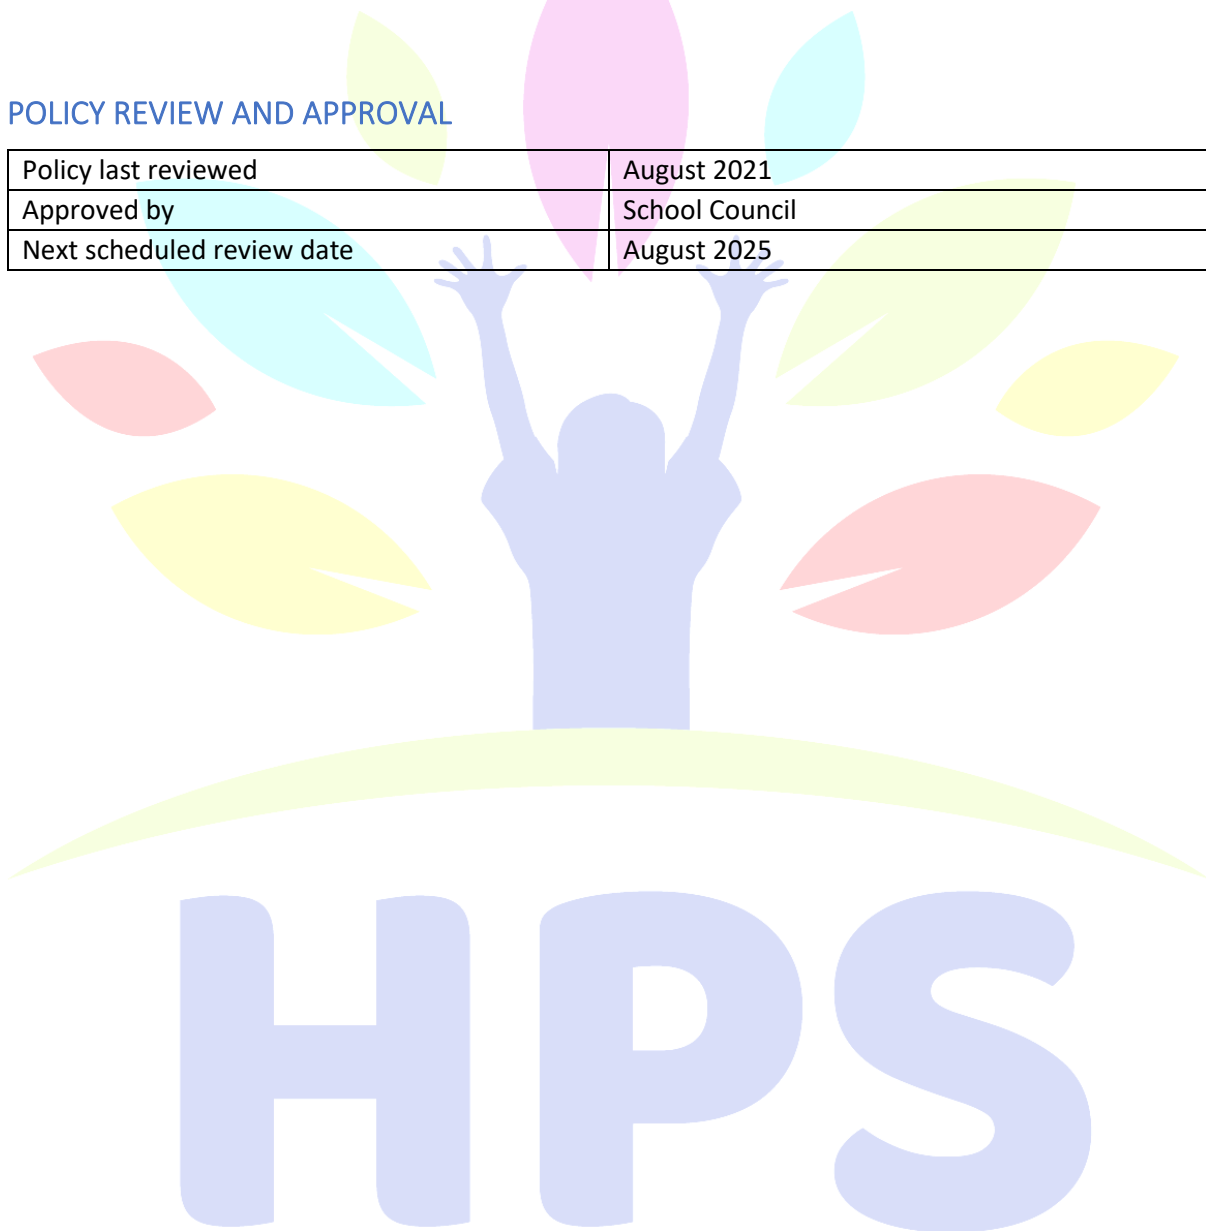 POLICY REVIEW AND APPROVAL
Policy last reviewed August 2021
Approved by School Council
Next scheduled review date August 2025
HPS